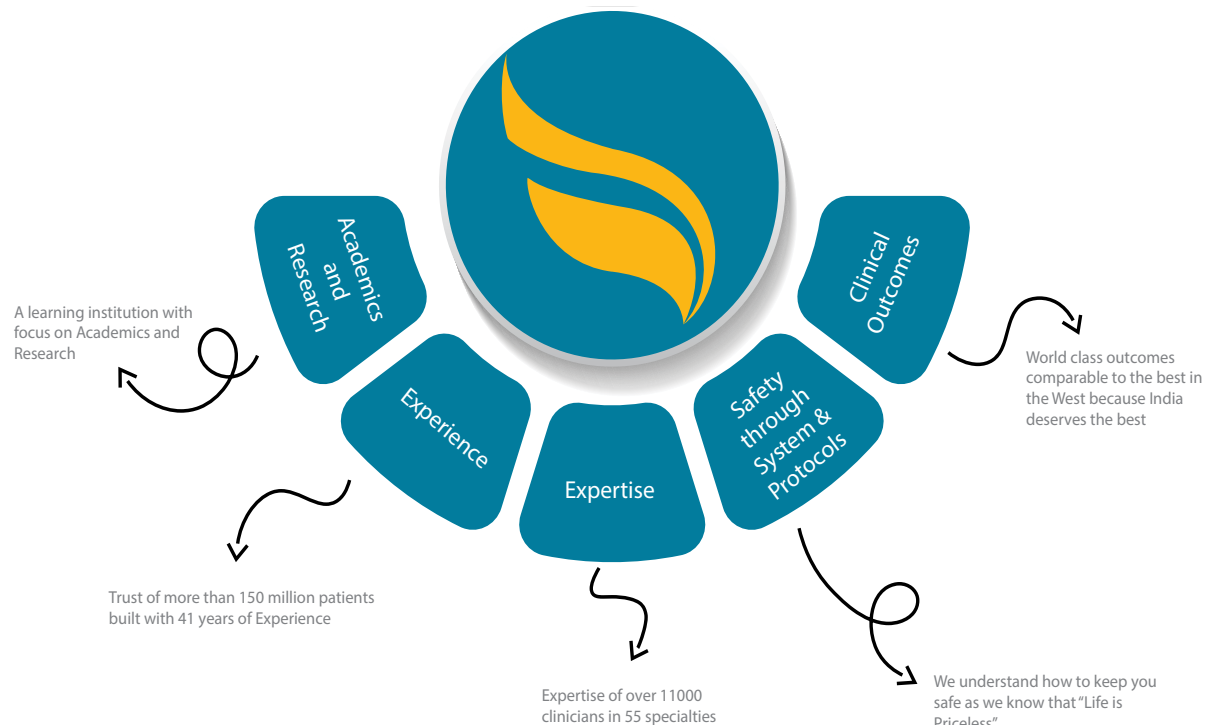 Academics
and
Research
A learning institution with
focus on Academics and
Research
Experience
Trust of more than 150 million patients
built with 41 years of Experience
Expertise
Expertise of over 11000
clinicians in 55 specialties
Safety
through
System &
Protocols
We understand how to keep you
safe as we know that “Life is
Priceless”
Clinical
Outcomes
World class outcomes
comparable to the best in
the West because India
deserves the best